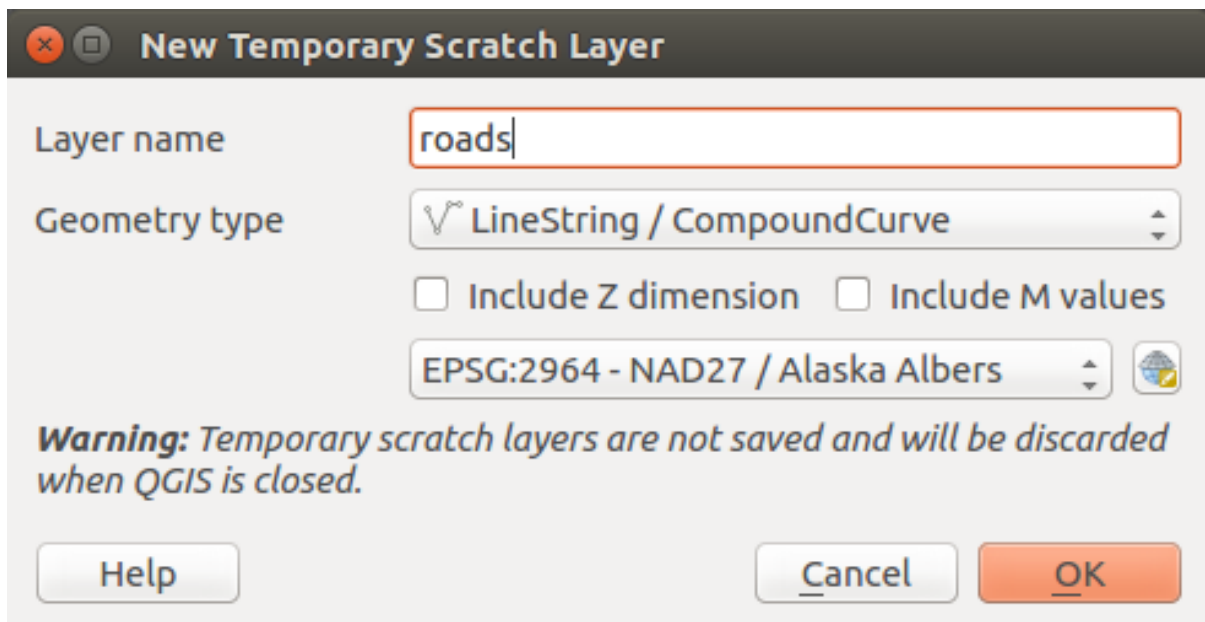 New Temporary Scratch Layer
Layer name
roads
Geometry type
LineString / CompoundCurve
Include Z dimension
Include M values
EPSG:2964 - NAD27 / Alaska Albers
Warning: Temporary scratch layers are not saved and will be discarded
when QGIS is closed.
Help
Cancel
OK